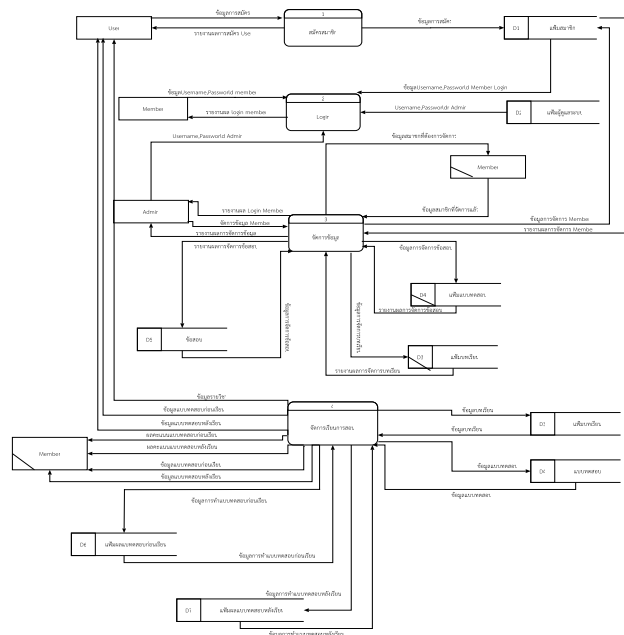 ข้อมูลการสมัคร
1
User
สมัครสมาชิก
ข้อมูลการสมัคร
D1
แฟ้มสมาชิก
รายงานผลการสมัคร Use
ข้อมูลUsername,Passworld member
ข้อมูลUsername,Passworld Member Login
2
Member
Login
รายงานผล login member
Username,Passworldr Admir
D2
Username,Passworld Admir
ข้อมูลสมาชิกที่ต้องการจัดการ
Member
Admir
รายงานผล Login Member
ข้อมูลสมาชิกที่จัดการแล้ว
3
จัดการข้อมูล
จัดการข้อมูล Member
ข้อมูลการจัดการ Membe
รายงานผลการจัดการข้อมูล
รายงานผลการจัดการ Membe
รายงานผลการจัดการข้อสอบ
ข้อมูลการจัดการข้อสอบ
D4
แฟ้มแบบทดสอบ
รายงานผลการจัดการข้อสอบ
ข้อมูลการจัดการข้อสอบ
ข้อมูลการจัดการบทเรียน
D5
ข้อสอบ
D3
แฟ้มบทเรียน
รายงานผลการจัดการบทเรียน
ข้อมูลรายวิชา
ข้อมูลแบบทดสอบก่อนเรียน
ข้อมูลแบบทดสอบหลังเรียน
จัดการเรียนการสอน
ข้อมูลบทเรียน
D3
แฟ้มบทเรียน
ข้อมูลบทเรียน
ผลคะแนนแบบทดสอบก่อนเรียน
ผลคะแนนแบบทดสอบหลังเรียน
Member
ข้อมูลแบบทดสอบก่อนเรียน
ข้อมูลแบบทดสอบหลังเรียน
ข้อมูลแบบทดสอบ
D4
แบบทดสอบ
ข้อมูลแบบทดสอบ
ข้อมูลการทำแบบทดสอบก่อนเรียน
D6
แฟ้มผลแบบทดสอบก่อนเรียน
ข้อมูลการทำแบบทดสอบก่อนเรียน
ข้อมูลการทำแบบทดสอบหลังเรียน
D7
แฟ้มผลแบบทดสอบหลังเรียน
ข้อมูลการทำแบบทดสอบหลังเรียน